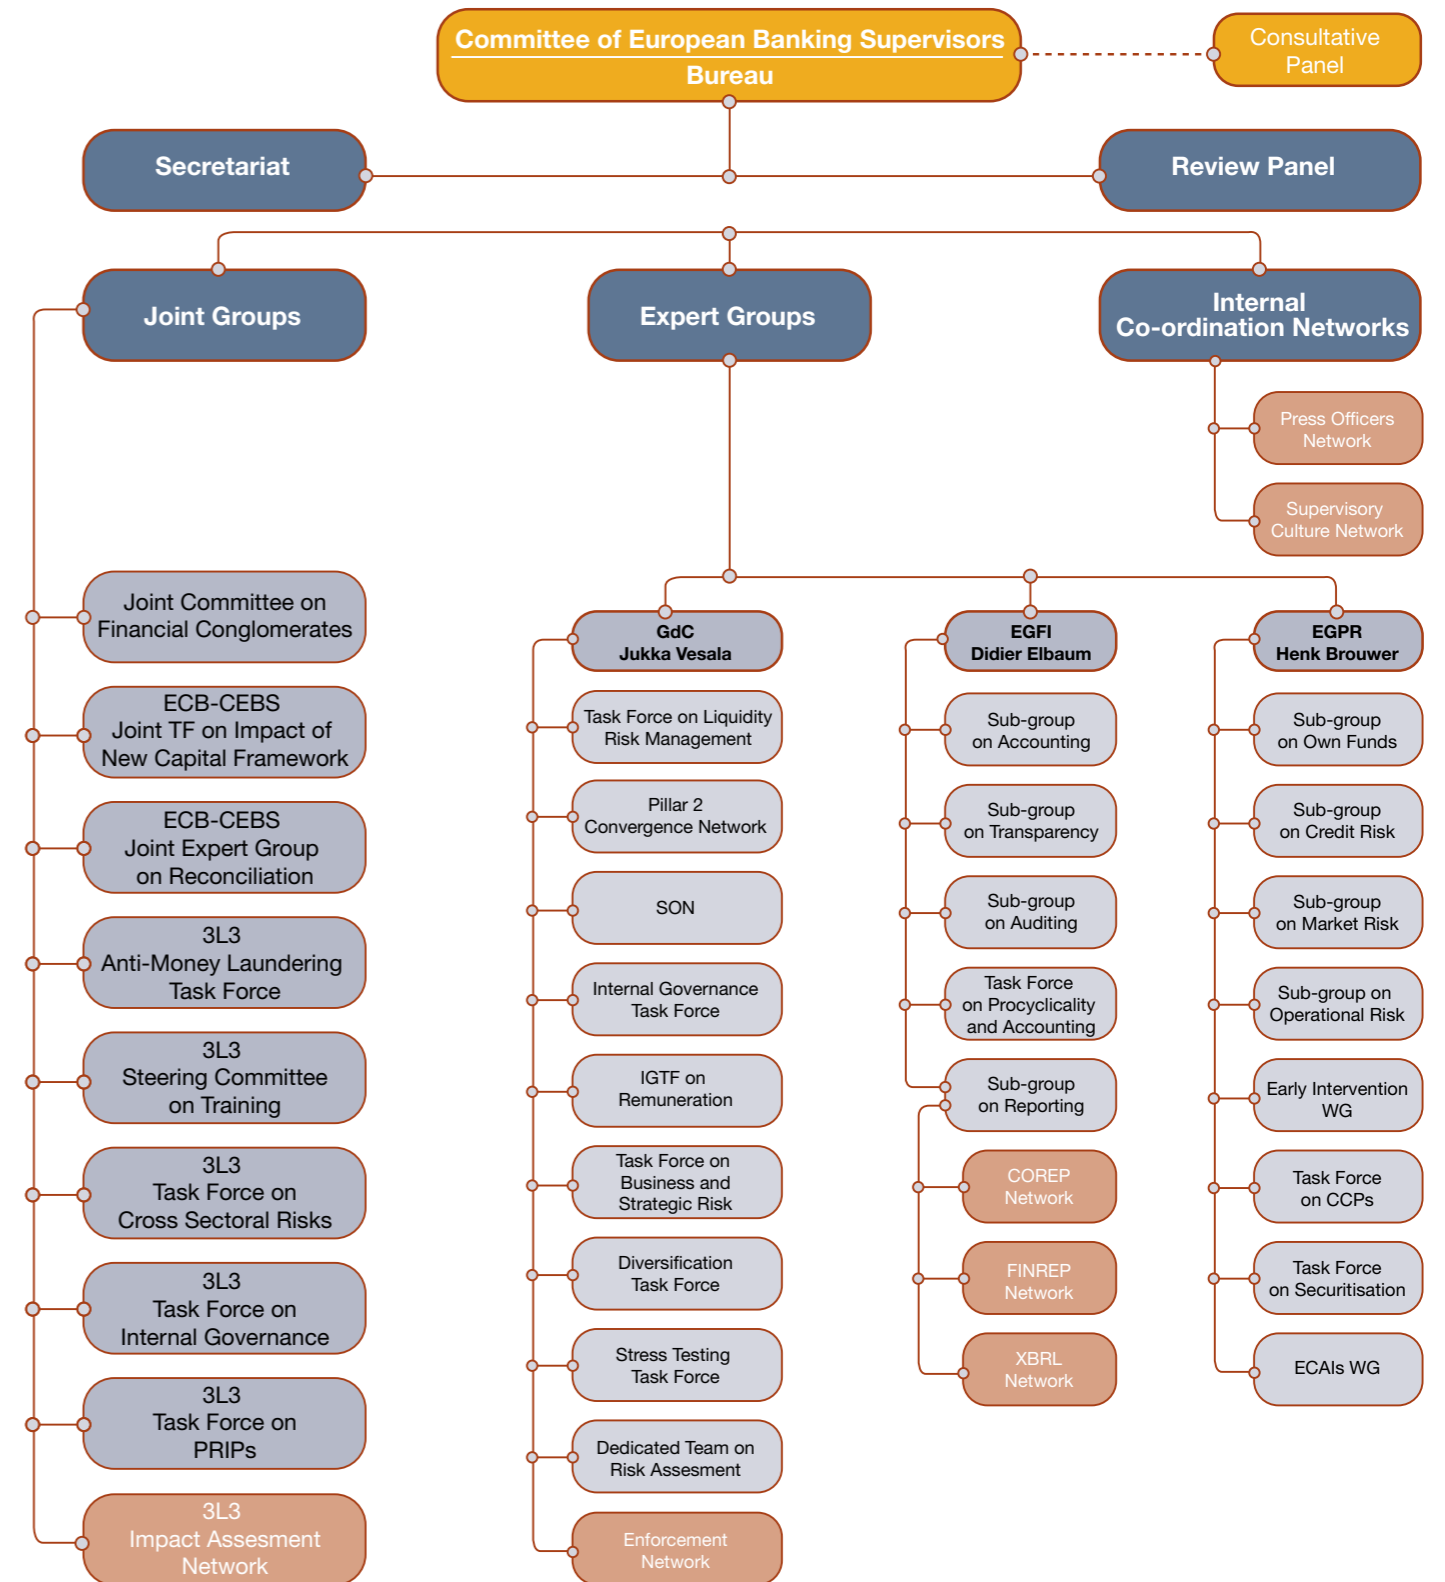 Committee of European Banking Supervisors
Bureau
Consultative
Panel
Secretariat
Review Panel
Joint Groups
Expert Groups
Internal
Co-ordination Networks
Press Officers
Network
Supervisory
Culture Network
Joint Committee on
Financial Conglomerates
ECB-CEBS
Joint TF on Impact of
New Capital Framework
ECB-CEBS
Joint Expert Group
on Reconciliation
3L3
Anti-Money Laundering
Task Force
3L3
Steering Committee
on Training
3L3
Task Force on
Cross Sectoral Risks
3L3
Task Force on
Internal Governance
3L3
Task Force on
PRIPs
3L3
Impact Assesment
Network
GdC
Jukka Vesala
Task Force on Liquidity
Risk Management
Pillar 2
Convergence Network
SON
Internal Governance
Task Force
IGTF on
Remuneration
Task Force on
Business and
Strategic Risk
Diversification
Task Force
Stress Testing
Task Force
Dedicated Team on
Risk Assesment
Enforcement
Network
EGFI
Didier Elbaum
Sub-group
on Accounting
Sub-group
on Transparency
Sub-group
on Auditing
Task Force
on Procyclicality
and Accounting
Sub-group
on Reporting
COREP
Network
FINREP
Network
XBRL
Network
EGPR
Henk Brouwer
Sub-group
on Own Funds
Sub-group
on Credit Risk
Sub-group
on Market Risk
Sub-group on
Operational Risk
Early Intervention
WG
Task Force
on CCPs
Task Force
on Securitisation
ECAIs WG